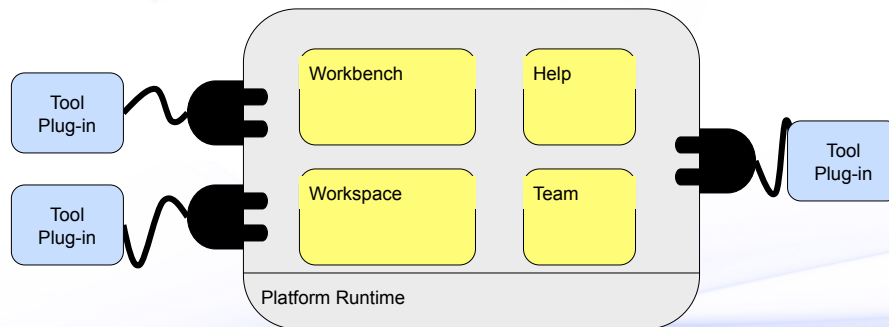 Workbench
Help
Tool
Plug-in
Tool
Plug-in
Workspace
Team
Tool
Plug-in
Platform Runtime